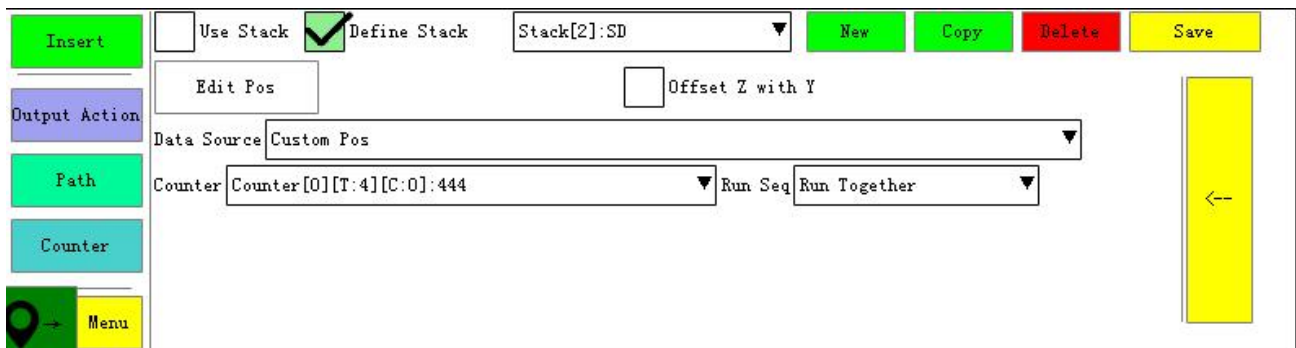 Insert
Use Stack
Define Stack
Stack[2]:SD
New
Copy
Delete
Save
Edit Pos
Offset Z with Y
Output Action
Data Source
Custom Pos
Path
Counter
Counter[0][T:4][C:0]:444
Run Seq
Run Together
<--
Counter
→
Menu